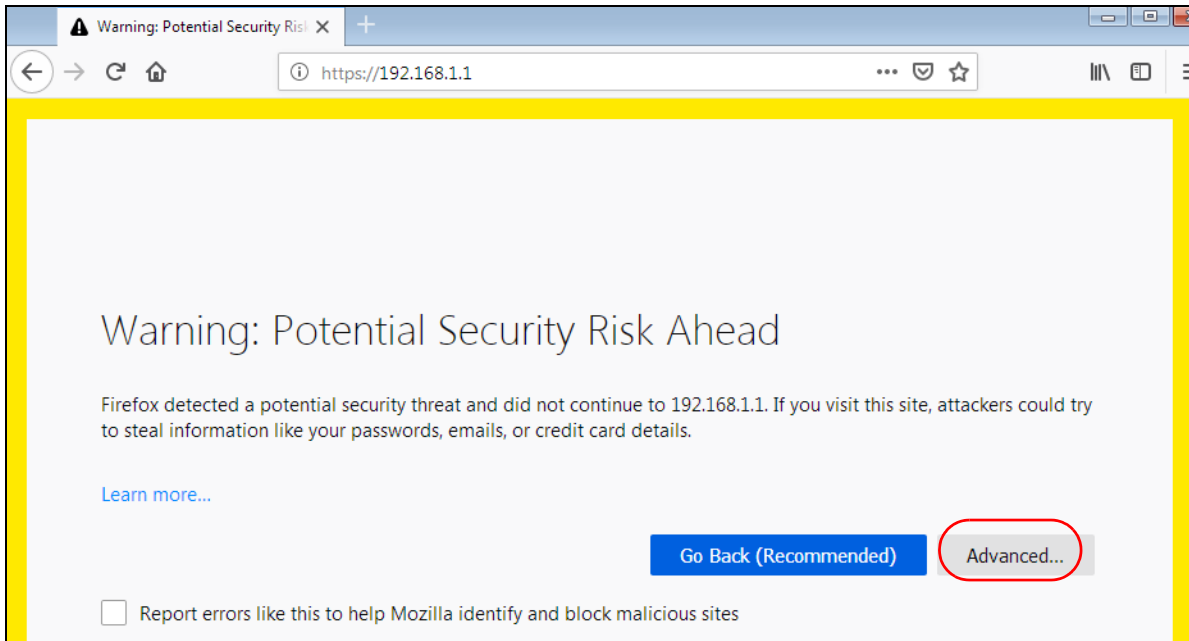 Warning: Potential Security Ris
https://192.168.1.1
Warning: Potential Security Risk Ahead
Firefox detected a potential security threat and did not continue to 192.168.1.1. If you visit this site, attackers could try
to steal information like your passwords, emails, or credit card details.
Learn more...
Go Back (Recommended)
Advanced...
Report errors like this to help Mozilla identify and block malicious sites